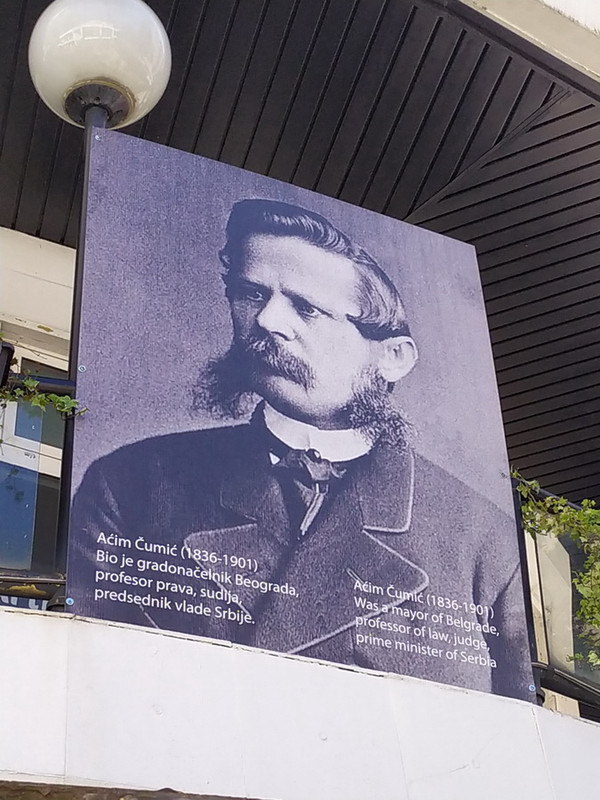 Aćim Čumić (1836-1901)
Bio je gradonačelnik Beograda,
profesor prava, sudija,
predsednik vlade Srbije.
Aćim Čumić (1836-1901)
Was a mayor of Belgrade,
professor of law, judge,
prime minister of Serbia